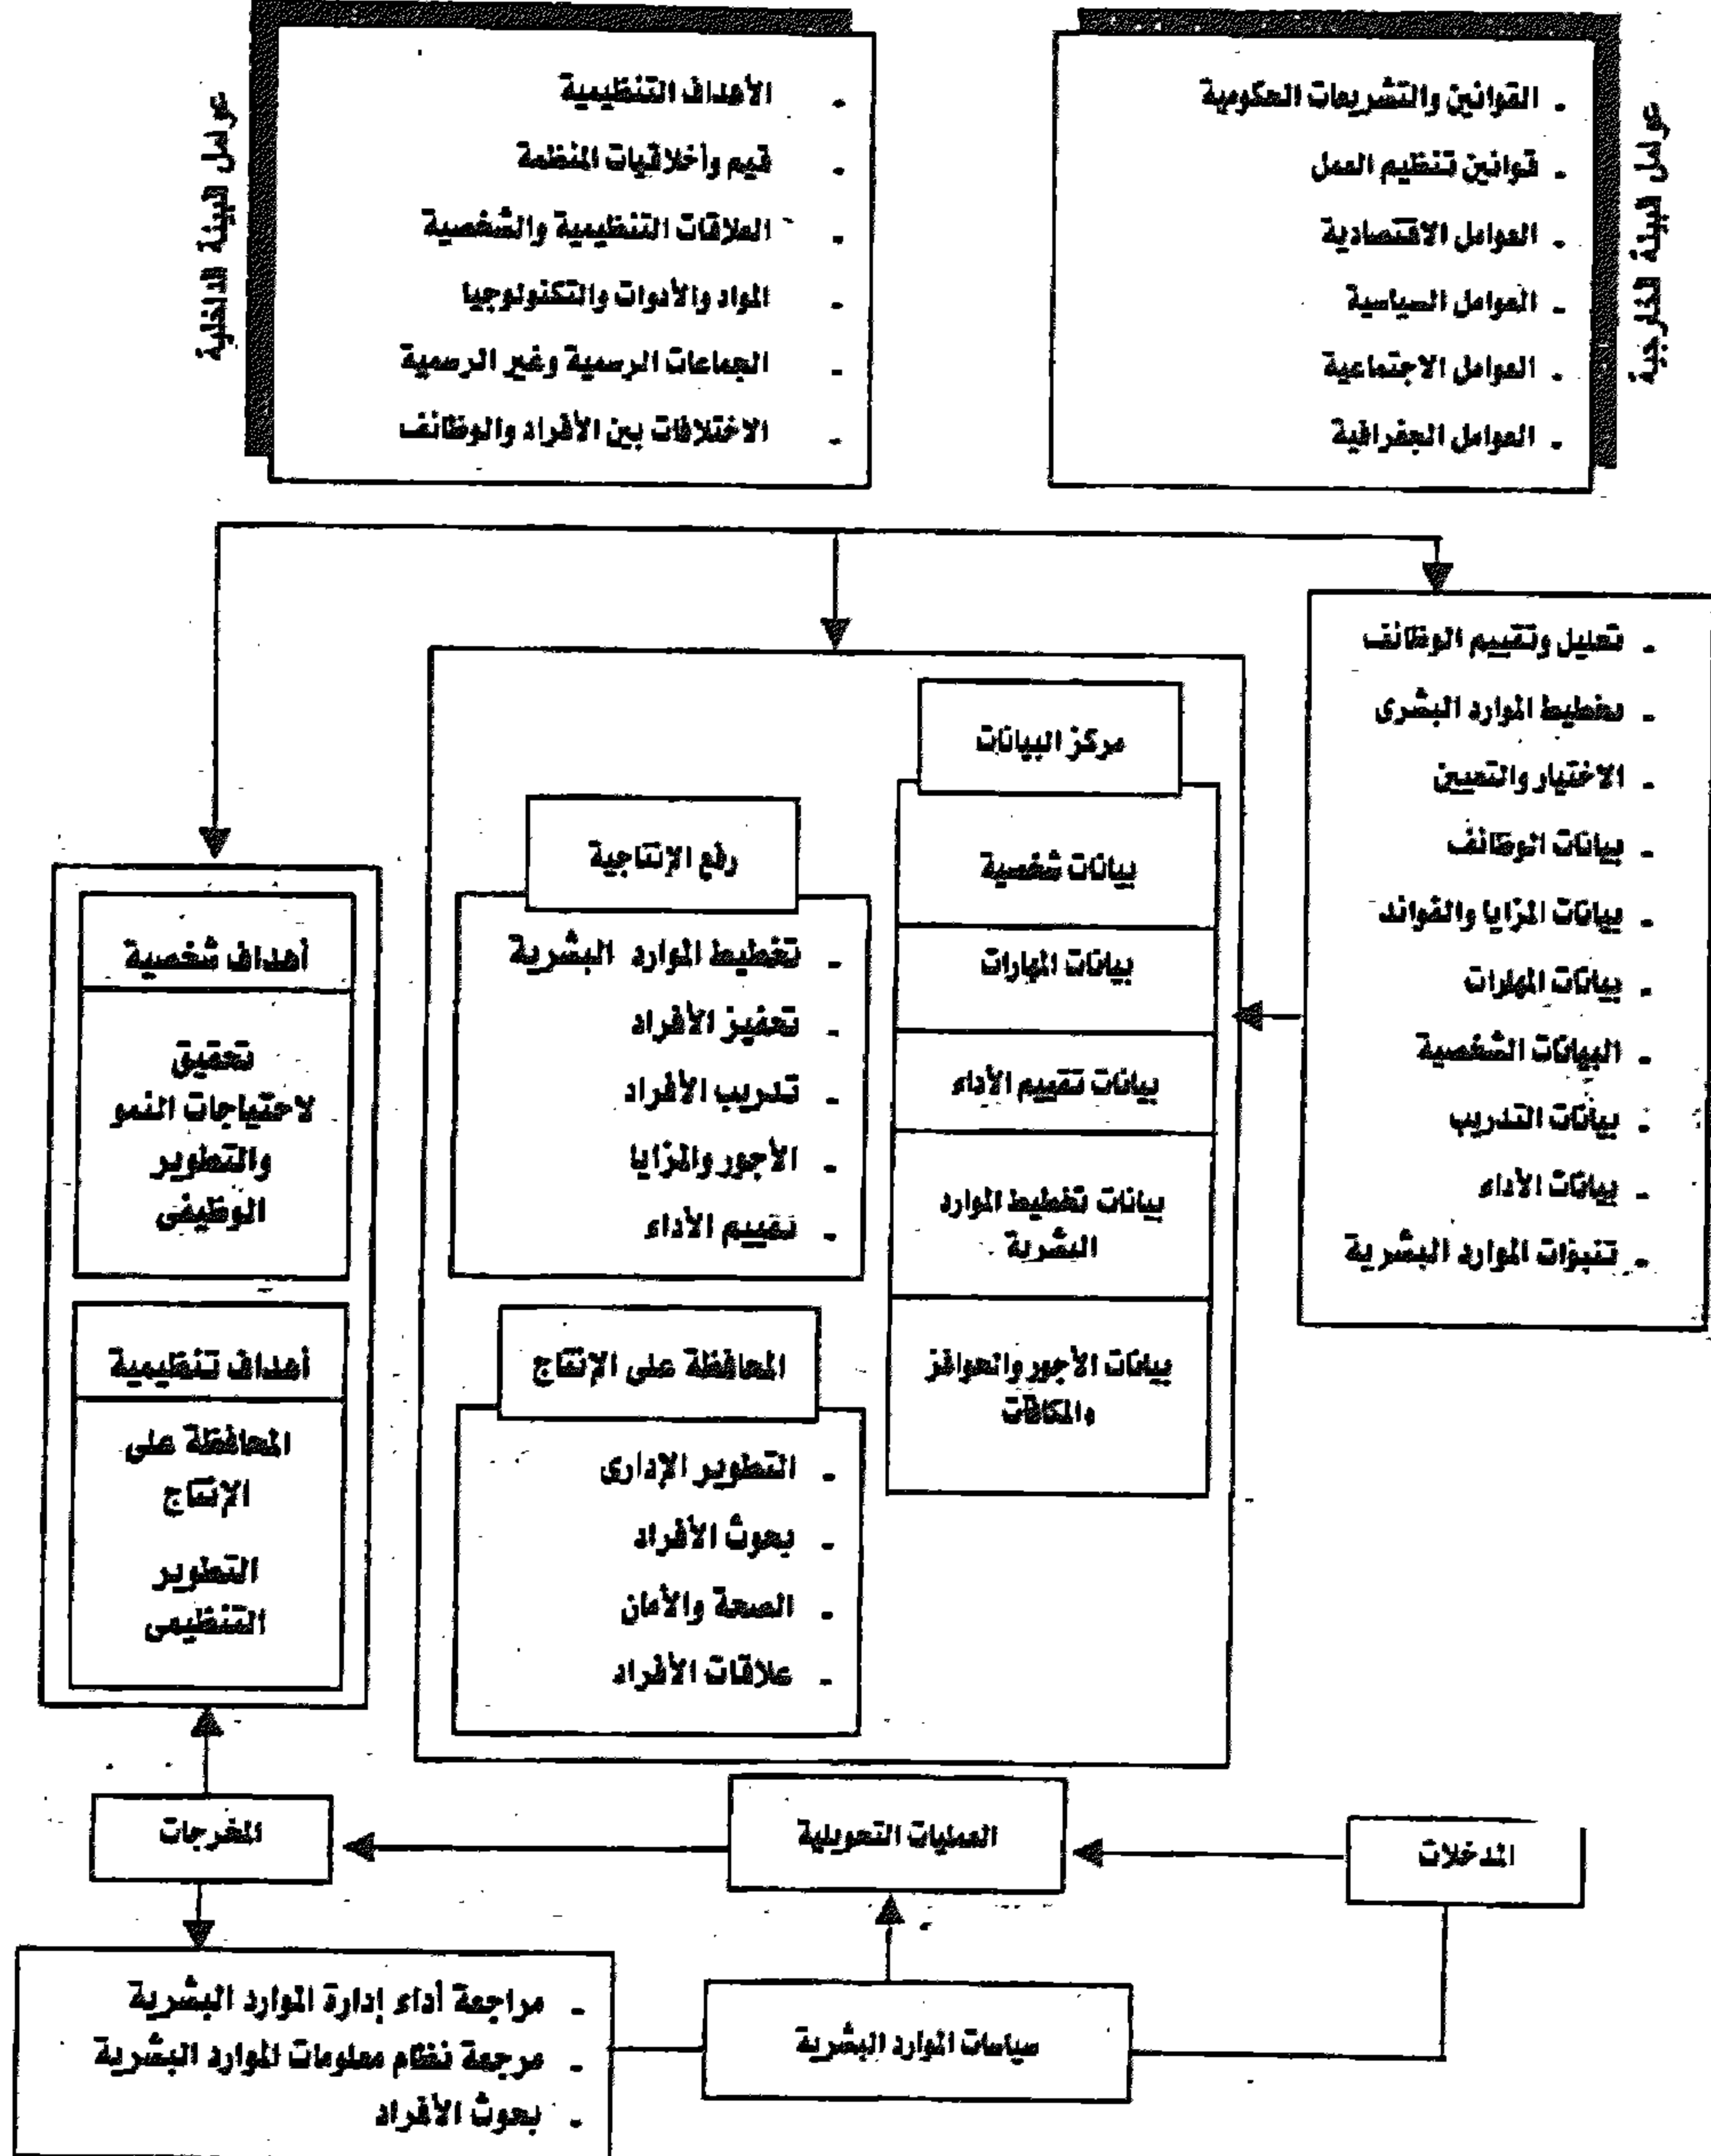 عوامل البيئة الخارجية
- القوانين والتشريعات الحكومية
- قوانين تنظيم العمل
- العوامل الاقتصادية
- العوامل السياسية
- العوامل الاجتماعية
- العوامل الجغرافية
عوامل البيئة الداخلية
- الأهداف التنظيمية
- قيم وأخلاقيات المنظمة
- العلاقات التنظيمية والشخصية
- المواد والأدوات والتكنولوجيا
- الجماعات الرسمية وغير الرسمية
- الاختلافات بين الأفراد والوظائف
- تحليل وتقييم الوظائف
- تخطيط الموارد البشرى
- الاختيار والتعيين
- بيانات الوظائف
- بيانات المزايا والفوائد
- بيانات المهارات
- البيانات الشخصية
- بيانات التدريب
- بيانات الأداء
- تنبؤات الموارد البشرية
مركز البيانات
بيانات شخصية
بيانات المهارات
بيانات تقييم الأداء
بيانات تخطيط الموارد
البشرية
بيانات الأجور والحوافز
والمكافآت
رفع الإنتاجية
- تخطيط الموارد البشرية
- تحفيز الأفراد
- تدريب الأفراد
- الأجور والمزايا
- تقييم الأداء
المحافظة على الإنتاج
- التطوير الإدارى
- بحوث الأفراد
- الصحة والأمان
- علاقات الأفراد
أهداف شخصية
تحقيق
لاحتياجات النمو
والتطوير
الوظيفى
أهداف تنظيمية
المحافظة على
الإنتاج
التطوير
التنظيمى
المدخلات
العمليات التحويلية
المخرجات
سياسات الموارد البشرية
- مراجعة أداء إدارة الموارد البشرية
- مرجعة نظام معلومات الموارد البشرية
- بحوث الأفراد